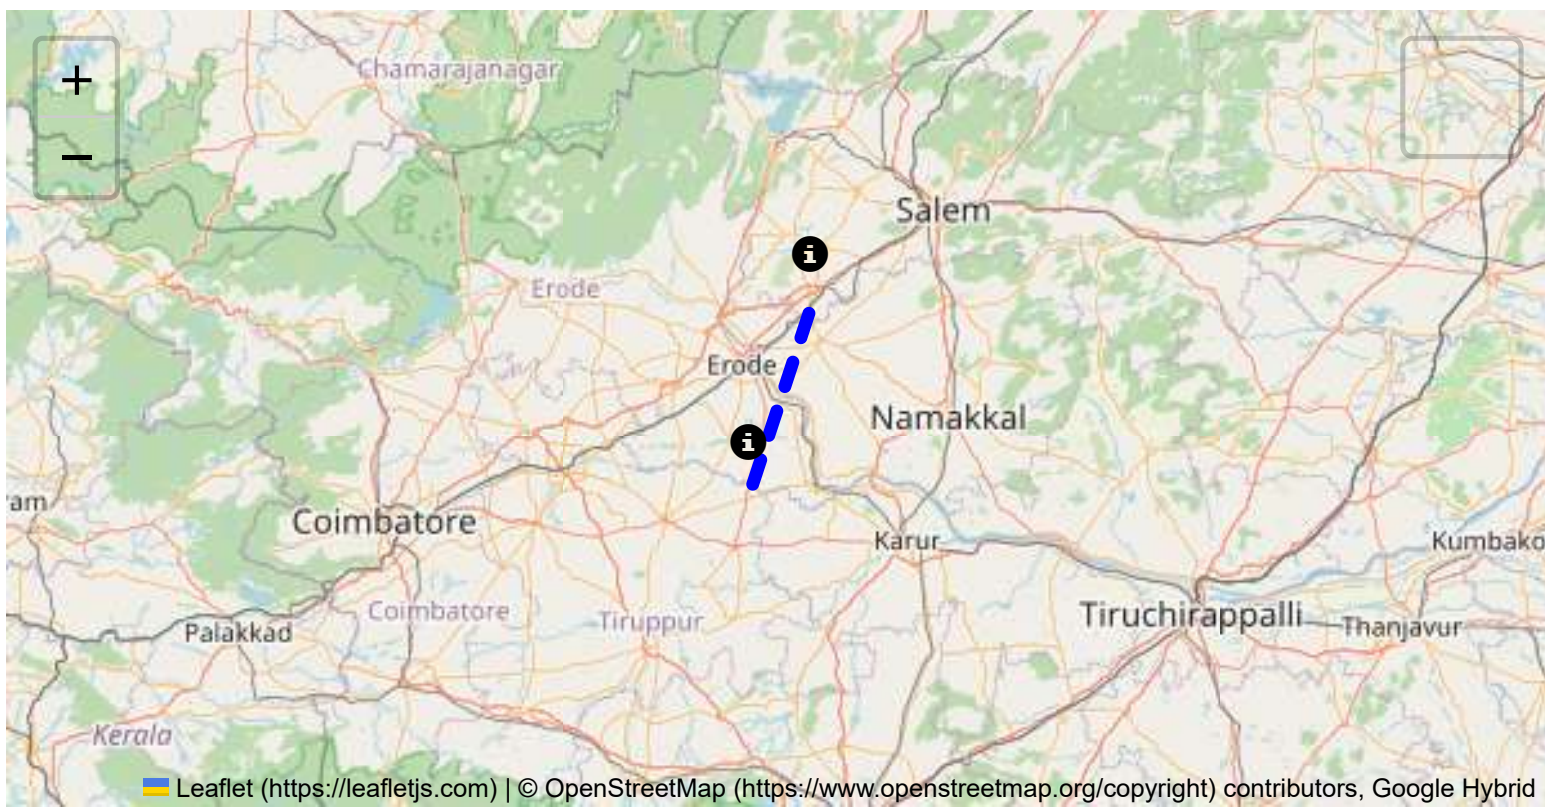 +
−
Chamarajanagar
Salem
i
Erode
Erode
Namakkal
i
ram
Coimbatore
Karur
Kumbako
Coimbatore
Tiruppur
Tiruchirappalli
Thanjavur
Palakkad
Kerala
Leaflet (https://leafletjs.com) | © OpenStreetMap (https://www.openstreetmap.org/copyright) contributors, Google Hybrid